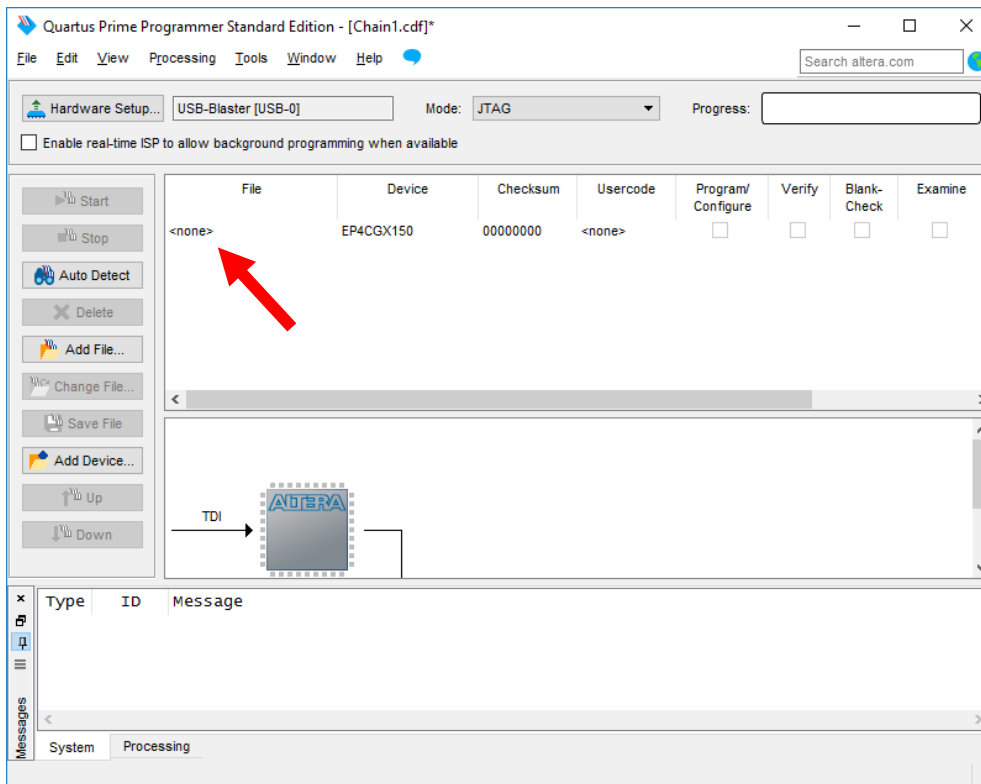 Quartus Prime Programmer Standard Edition - [Chain1.cdf]*
File Edit View Processing Tools Window Help
Search altera.com
Hardware Setup... USB-Blaster [USB-0] Mode: JTAG Progress:
Enable real-time ISP to allow background programming when available
Start
Stop
Auto Detect
Delete
Add File...
Change File...
Save File
Add Device...
Up
Down
File Device Checksum Usercode Program/ Configure Verify Blank- Check Examine
<none> EP4CGX150 00000000 <none>
TDI
ALTERA
Messages
Type ID Message
System Processing